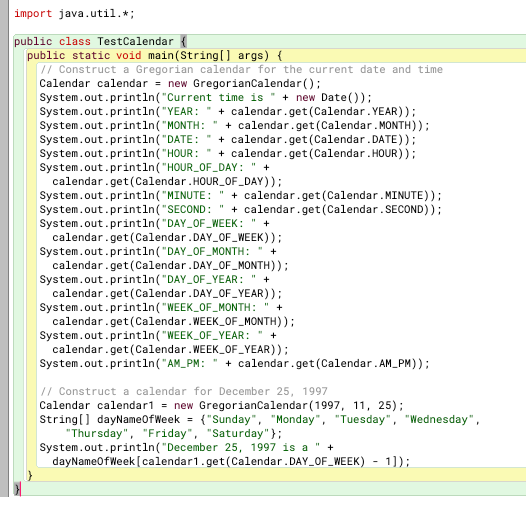 import java.util.*;

public class TestCalendar {
  public static void main(String[] args) {
    // Construct a Gregorian calendar for the current date and time
    Calendar calendar = new GregorianCalendar();
    System.out.println("Current time is " + new Date());
    System.out.println("YEAR: " + calendar.get(Calendar.YEAR));
    System.out.println("MONTH: " + calendar.get(Calendar.MONTH));
    System.out.println("DATE: " + calendar.get(Calendar.DATE));
    System.out.println("HOUR: " + calendar.get(Calendar.HOUR));
    System.out.println("HOUR_OF_DAY: " +
      calendar.get(Calendar.HOUR_OF_DAY));
    System.out.println("MINUTE: " + calendar.get(Calendar.MINUTE));
    System.out.println("SECOND: " + calendar.get(Calendar.SECOND));
    System.out.println("DAY_OF_WEEK: " +
      calendar.get(Calendar.DAY_OF_WEEK));
    System.out.println("DAY_OF_MONTH: " +
      calendar.get(Calendar.DAY_OF_MONTH));
    System.out.println("DAY_OF_YEAR: " +
      calendar.get(Calendar.DAY_OF_YEAR));
    System.out.println("WEEK_OF_MONTH: " +
      calendar.get(Calendar.WEEK_OF_MONTH));
    System.out.println("WEEK_OF_YEAR: " +
      calendar.get(Calendar.WEEK_OF_YEAR));
    System.out.println("AM_PM: " + calendar.get(Calendar.AM_PM));

    // Construct a calendar for December 25, 1997
    Calendar calendar1 = new GregorianCalendar(1997, 11, 25);
    String[] dayNameOfWeek = {"Sunday", "Monday", "Tuesday", "Wednesday",
        "Thursday", "Friday", "Saturday"};
    System.out.println("December 25, 1997 is a " +
      dayNameOfWeek[calendar1.get(Calendar.DAY_OF_WEEK) - 1]);
  }
}